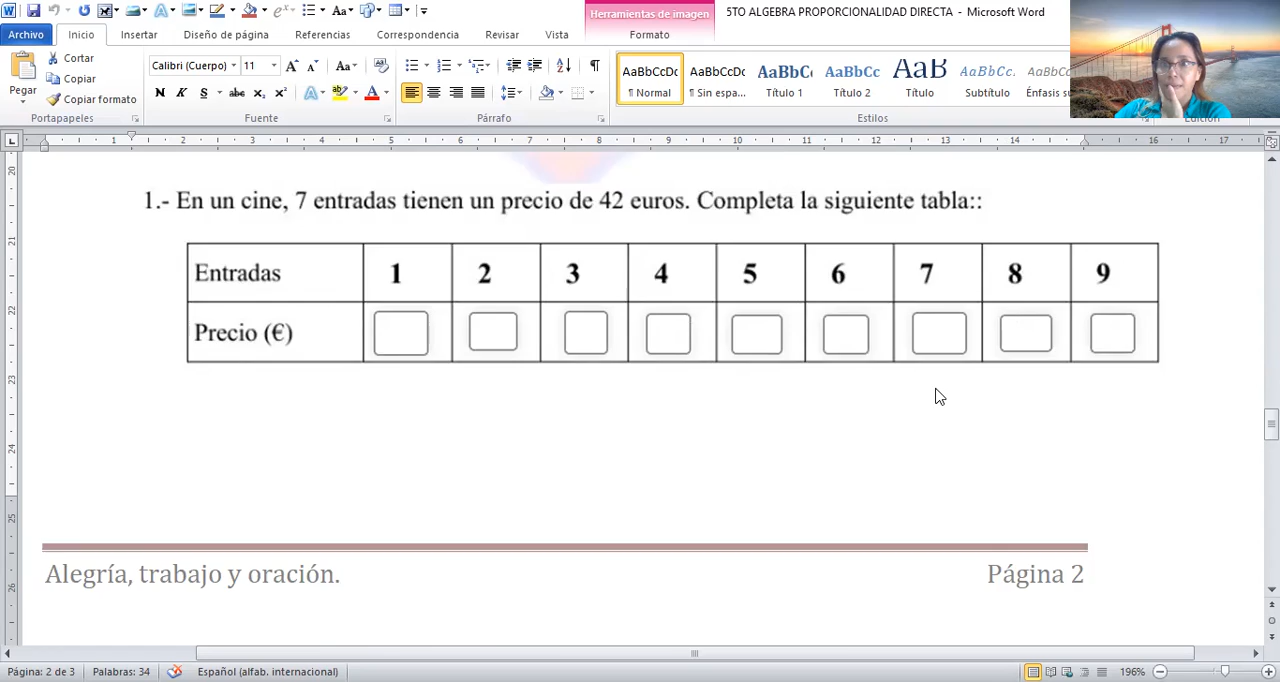 Herramientas de imagen
5TO ALGEBRA PROPORCIONALIDAD DIRECTA - Microsoft Word
Archivo Inicio Insertar Diseño de página Referencias Correspondencia Revisar Vista Formato
Pegar
Cortar
Copiar
Copiar formato
Portapapeles
Calibri (Cuerpo) 11
N K S abc x₂ x²
Fuente
Párrafo
AaBbCcDc AaBbCcDc AaBbC( AaBbCc AaB AaBbCc. AaBbCc
¶ Normal ¶ Sin espa... Título 1 Título 2 Título Subtítulo Énfasis
Estilos
1.- En un cine, 7 entradas tienen un precio de 42 euros. Completa la siguiente tabla::
Entradas 1 2 3 4 5 6 7 8 9
Precio (€)
Alegría, trabajo y oración. Página 2
Página: 2 de 3 Palabras: 34 Español (alfab. internacional) 196%